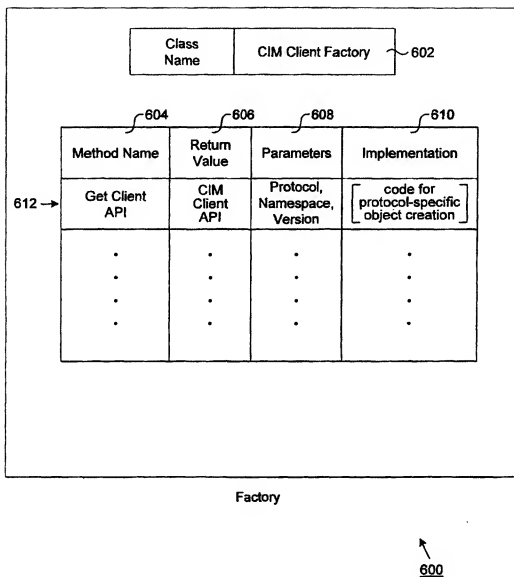 Class Name CIM Client Factory 602
604 606 608 610
Method Name Return Value Parameters Implementation
612 Get Client API CIM Client API Protocol, Namespace, Version [code for protocol-specific object creation]
Factory
600